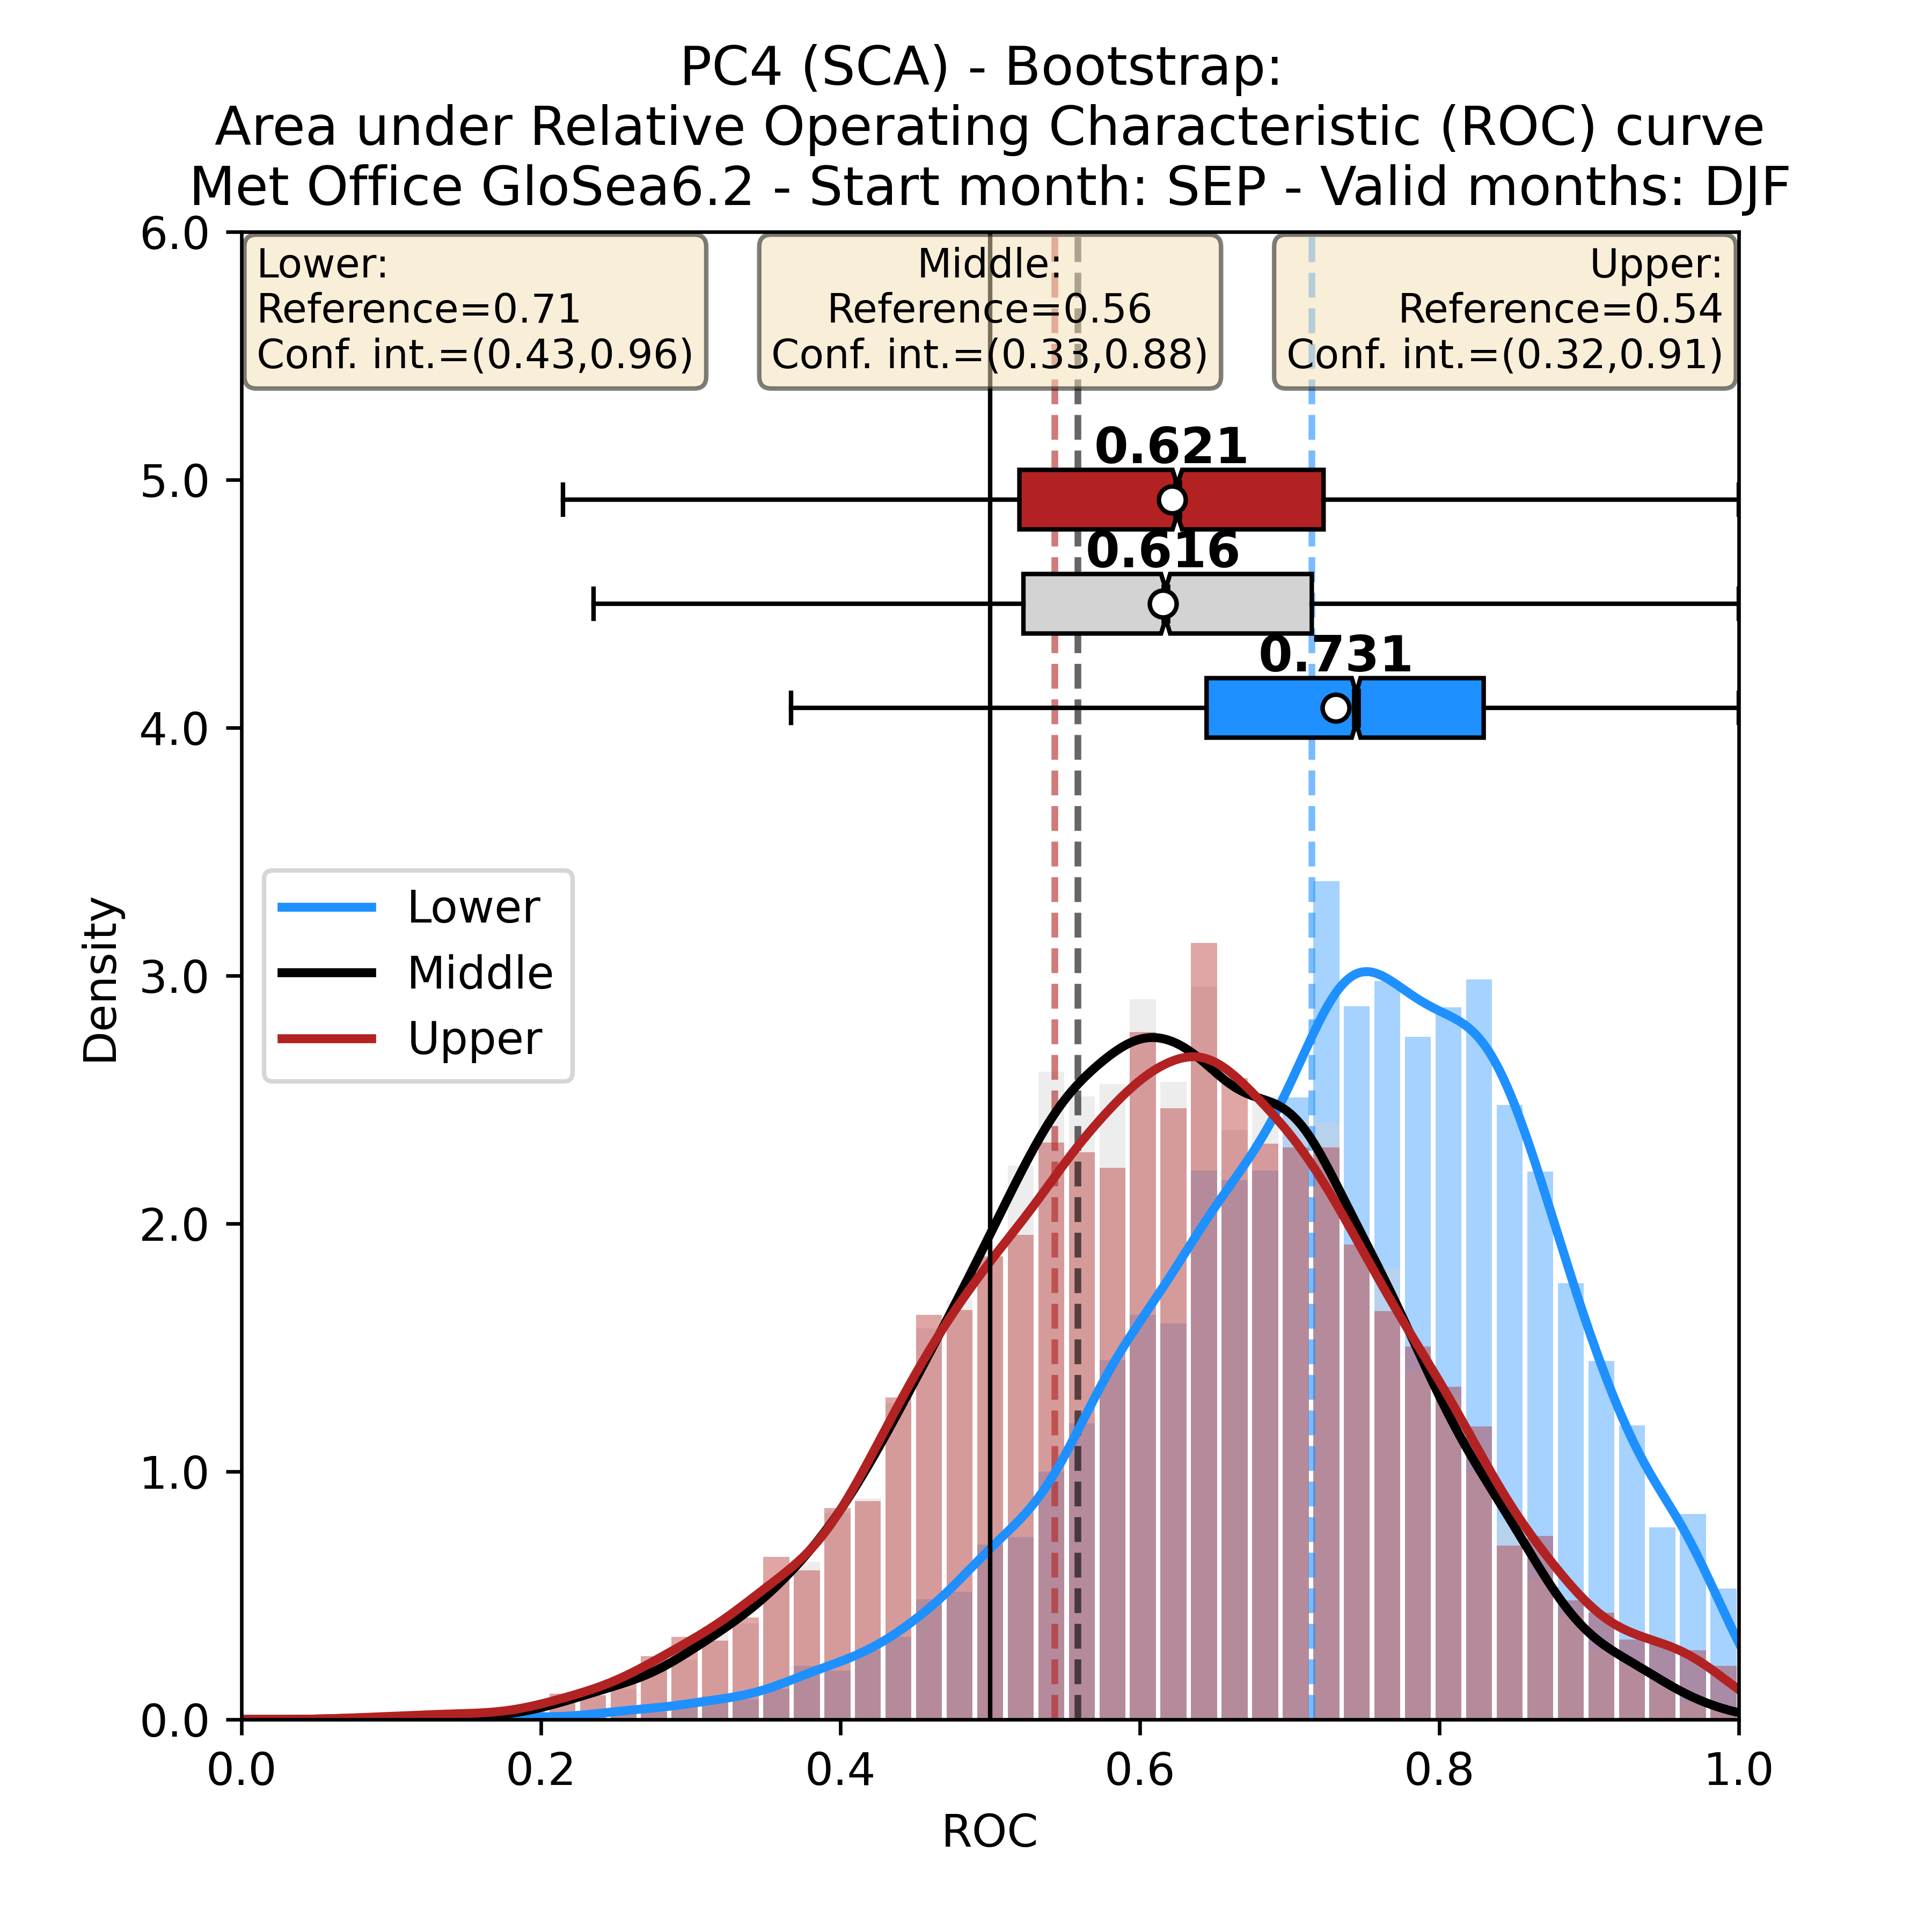 PC4 (SCA) - Bootstrap:
Area under Relative Operating Characteristic (ROC) curve
Met Office GloSea6.2 - Start month: SEP - Valid months: DJF
Lower:
Reference=0.71
Conf. int.=(0.43,0.96)
Middle:
Reference=0.56
Conf. int.=(0.33,0.88)
Upper:
Reference=0.54
Conf. int.=(0.32,0.91)
0.621
0.616
0.731
Lower
Middle
Upper
Density
6.0
5.0
4.0
3.0
2.0
1.0
0.0
0.0 0.2 0.4 0.6 0.8 1.0
ROC